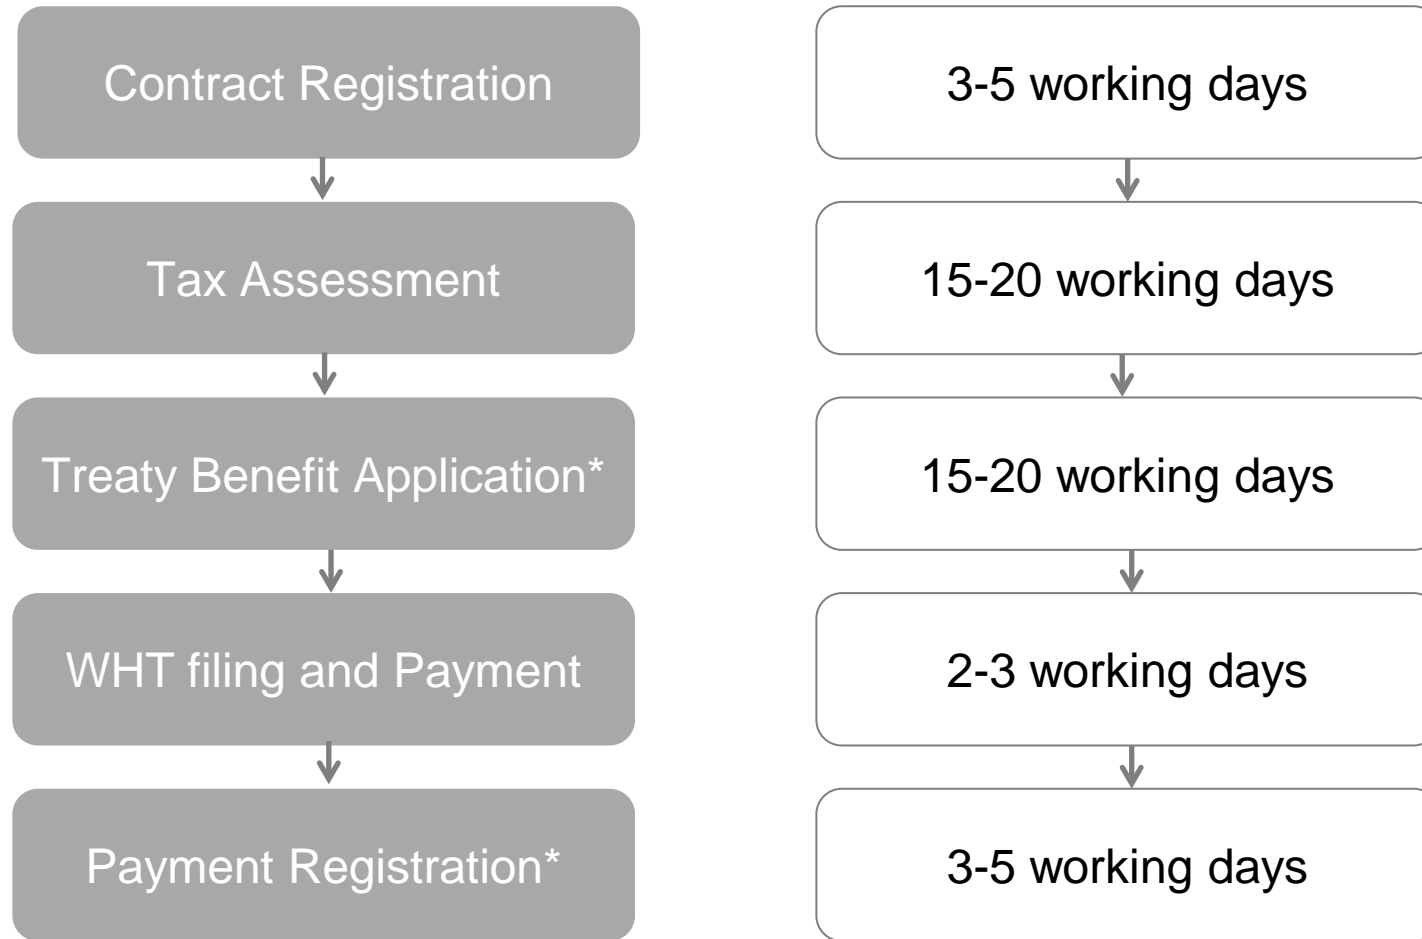 Contract Registration
3-5 working days
Tax Assessment
15-20 working days
Treaty Benefit Application*
15-20 working days
WHT filing and Payment
2-3 working days
Payment Registration*
3-5 working days